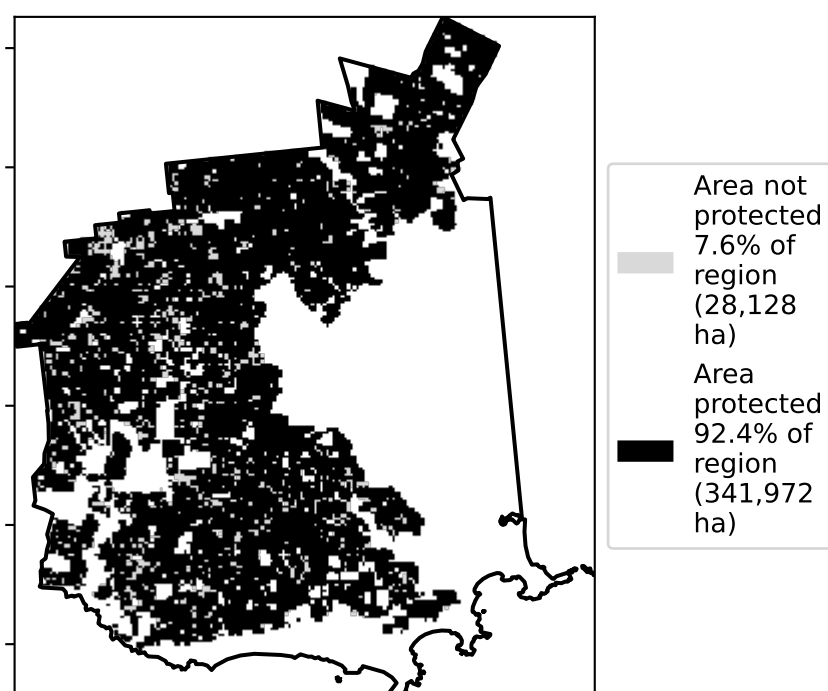 Area not
protected
7.6% of
region
(28,128
ha)
Area
protected
92.4% of
region
(341,972
ha)